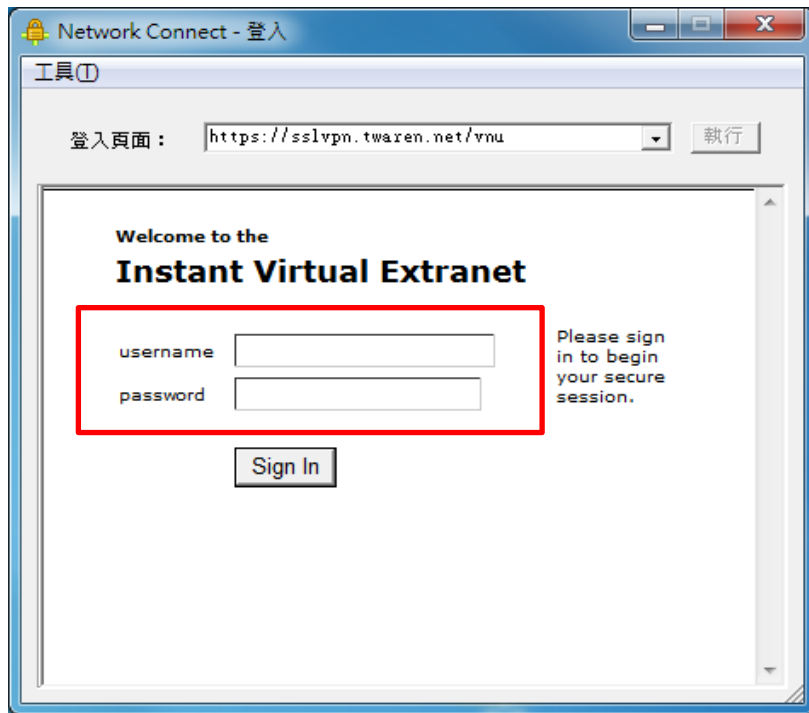 Network Connect - 登入
工具(T)
登入頁面：
https://sslvpn.twaren.net/vnu
執行
Welcome to the
Instant Virtual Extranet
username
password
Please sign
in to begin
your secure
session.
Sign In